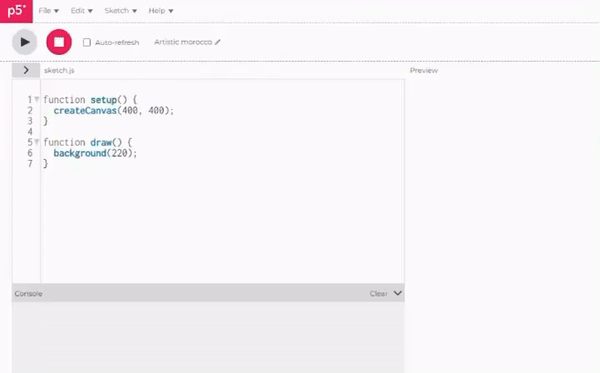 p5*
File Edit Sketch Help
Auto-refresh Artistic morocco
sketch.js Preview
1 function setup() {
2 createCanvas(400, 400);
3 }
4
5 function draw() {
6 background(220);
7 }
Console Clear